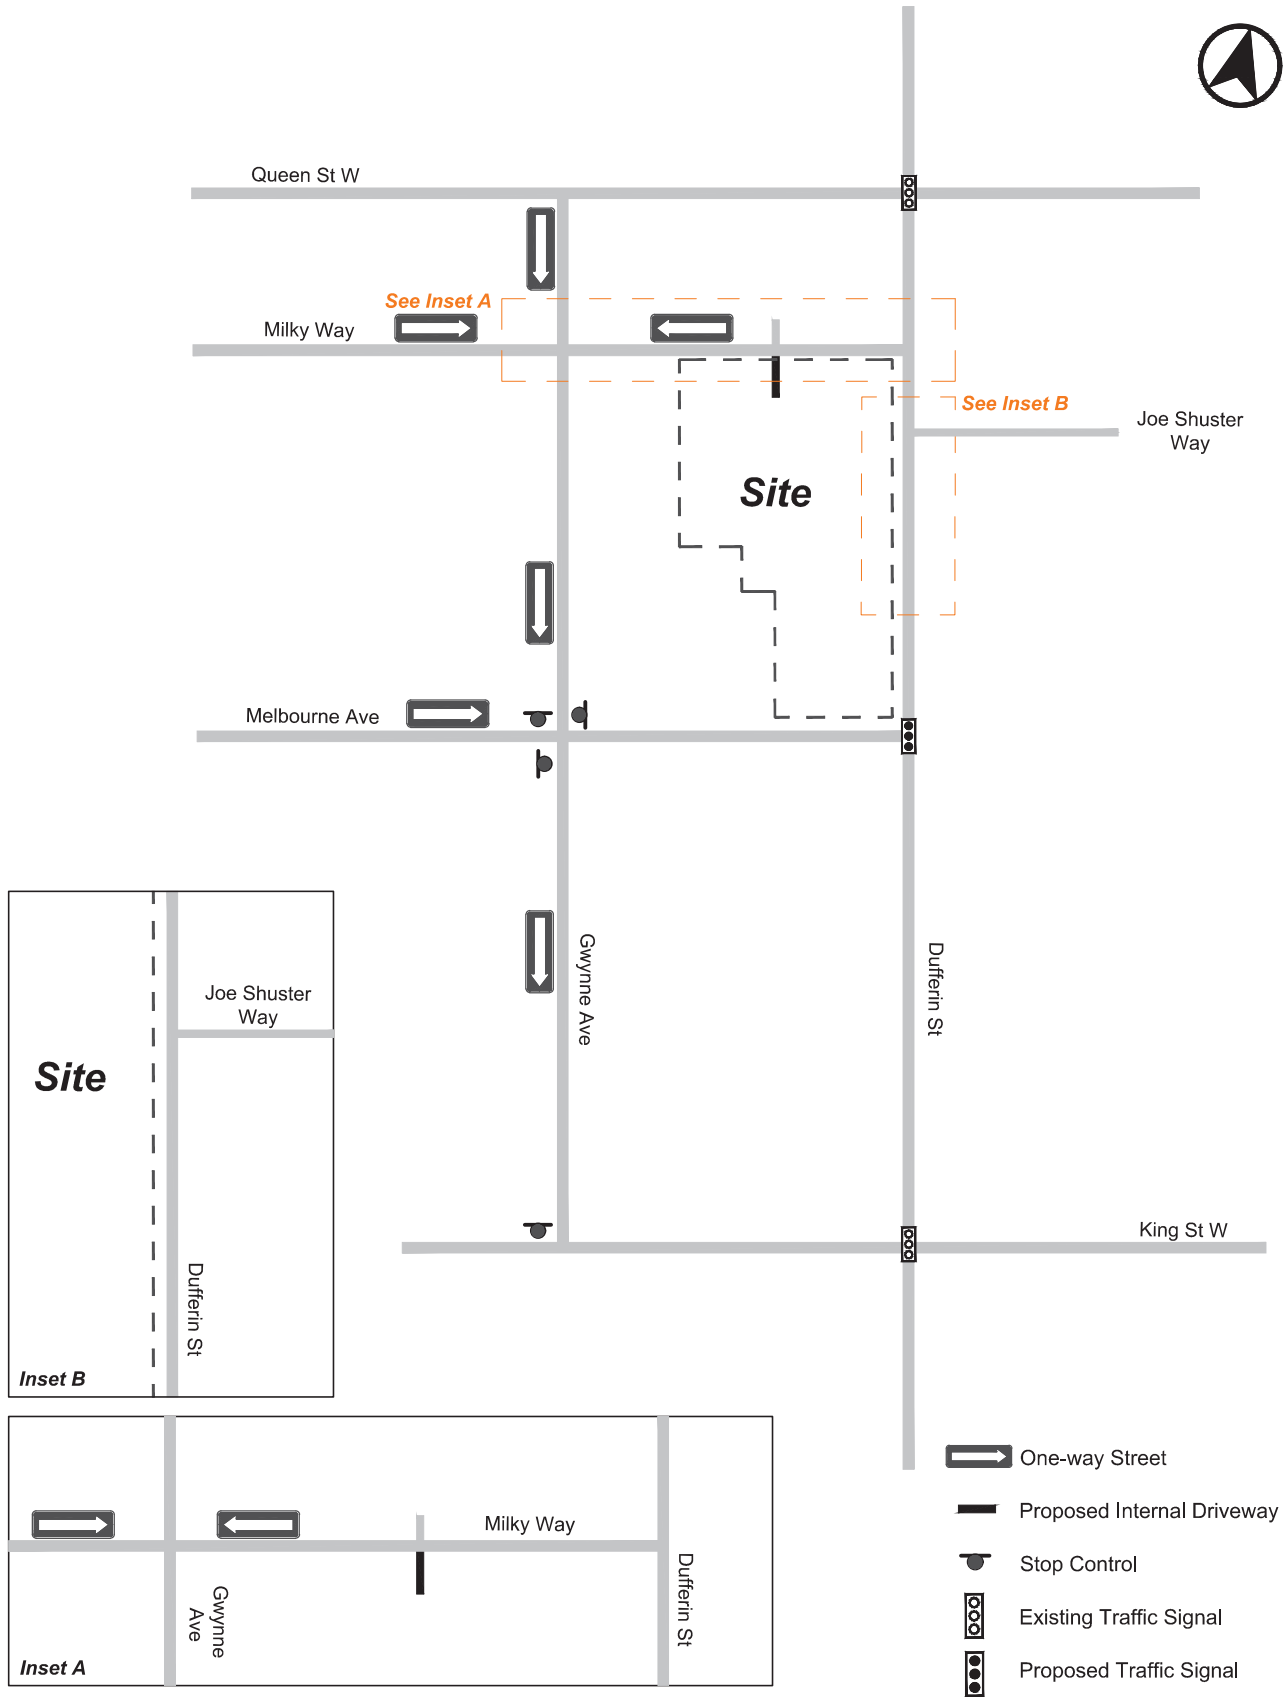 Queen St W
See Inset A
Milky Way
See Inset B
Joe Shuster
Way
Site
Melbourne Ave
Gwynne Ave
Dufferin St
King St W
Joe Shuster
Way
Site
Dufferin St
Inset B
Milky Way
Gwynne
Ave
Dufferin St
Inset A
One-way Street
Proposed Internal Driveway
Stop Control
Existing Traffic Signal
Proposed Traffic Signal